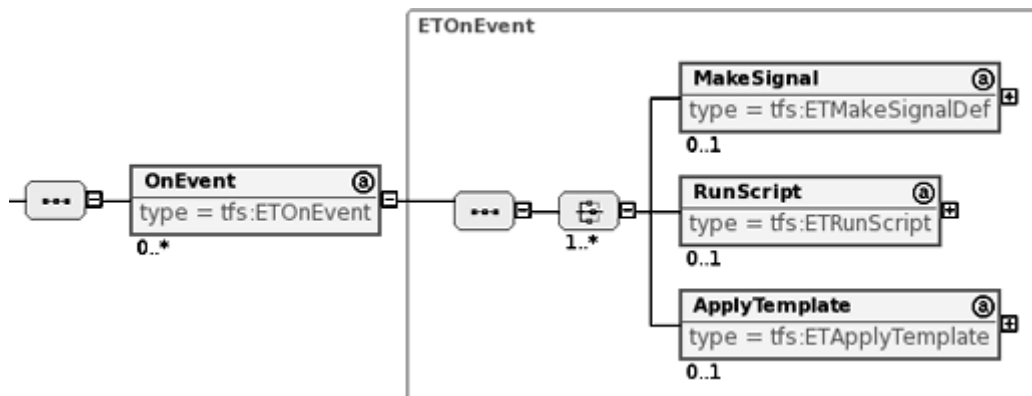 ETOnEvent
MakeSignal
type = tfs:ETMakeSignalDef
0..1
OnEvent
type = tfs:ETOnEvent
0..*
1..*
RunScript
type = tfs:ETRunScript
0..1
ApplyTemplate
type = tfs:ETApplyTemplate
0..1